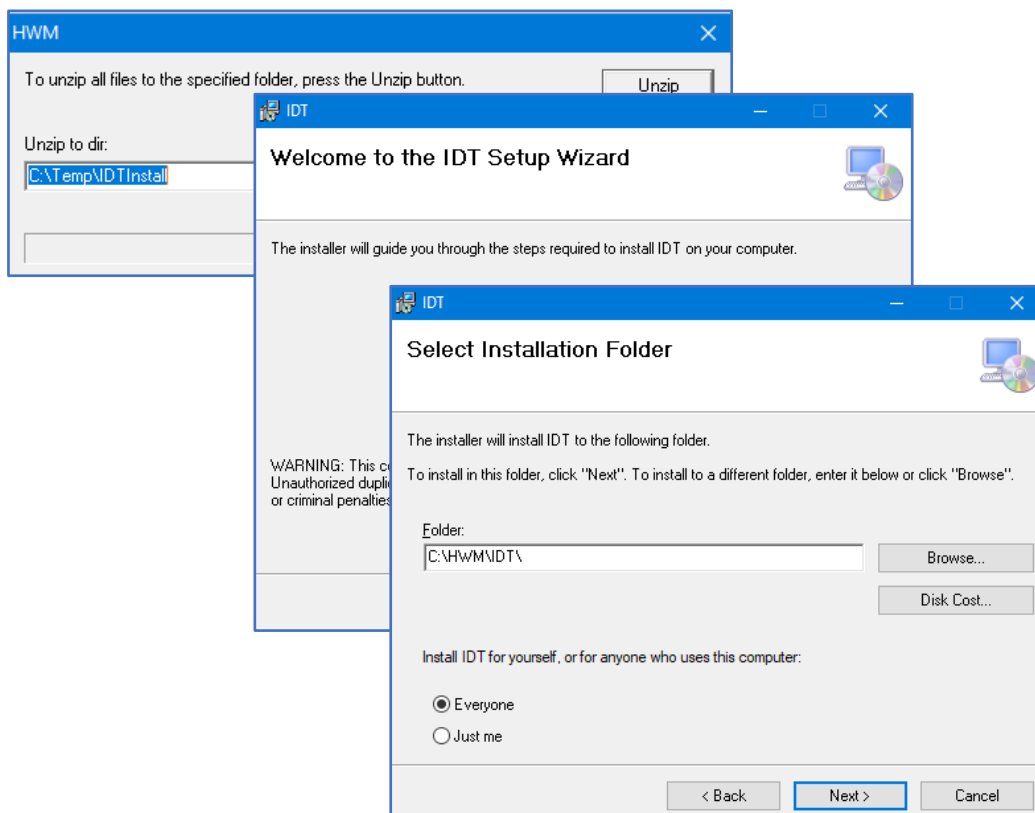 HWM
To unzip all files to the specified folder, press the Unzip button.
Unzip
Unzip to dir:
C:\Temp\IDTInstall
IDT
Welcome to the IDT Setup Wizard
The installer will guide you through the steps required to install IDT on your computer.
WARNING: This
Unauthorized
or criminal penalties
IDT
Select Installation Folder
The installer will install IDT to the following folder.
To install in this folder, click "Next". To install to a different folder, enter it below or click "Browse".
Folder:
C:\HWM\IDT\
Browse...
Disk Cost...
Install IDT for yourself, or for anyone who uses this computer:
Everyone
Just me
< Back
Next >
Cancel